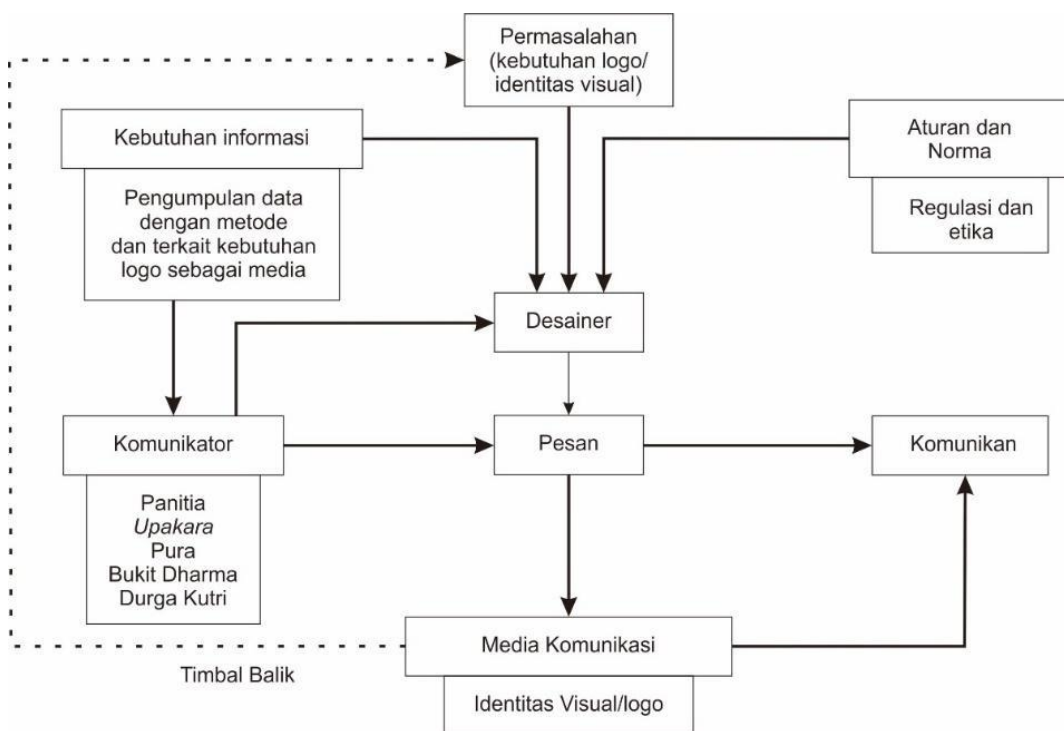 Permasalahan
(kebutuhan logo/
identitas visual)
Kebutuhan informasi
Pengumpulan data
dengan metode
dan terkait kebutuhan
logo sebagai media
Aturan dan
Norma
Regulasi dan
etika
Desainer
Komunikator
Panitia
Upakara
Pura
Bukit Dharma
Durga Kutri
Pesan
Komunikan
Media Komunikasi
Identitas Visual/logo
Timbal Balik